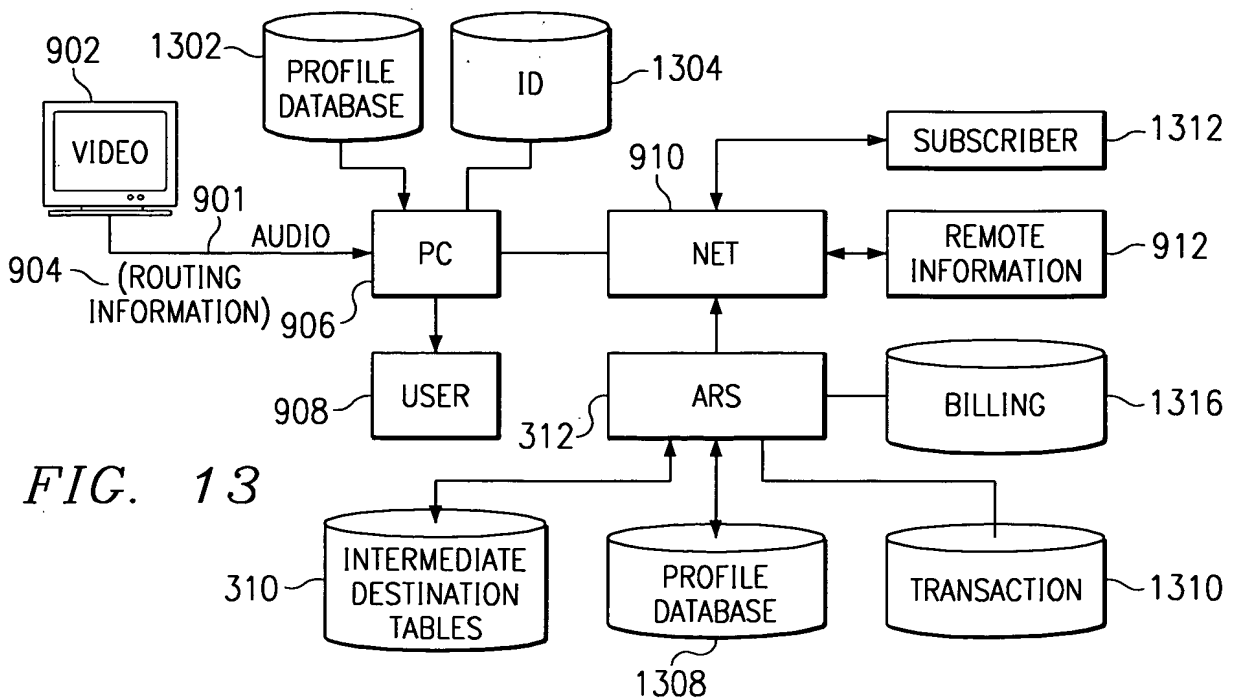 1302
902
PROFILE
DATABASE
ID
1304
VIDEO
910
SUBSCRIBER
1312
901
AUDIO
PC
NET
REMOTE
INFORMATION
912
904
(ROUTING
INFORMATION)
906
USER
908
ARS
312
BILLING
1316
FIG. 13
310
INTERMEDIATE
DESTINATION
TABLES
PROFILE
DATABASE
1308
TRANSACTION
1310